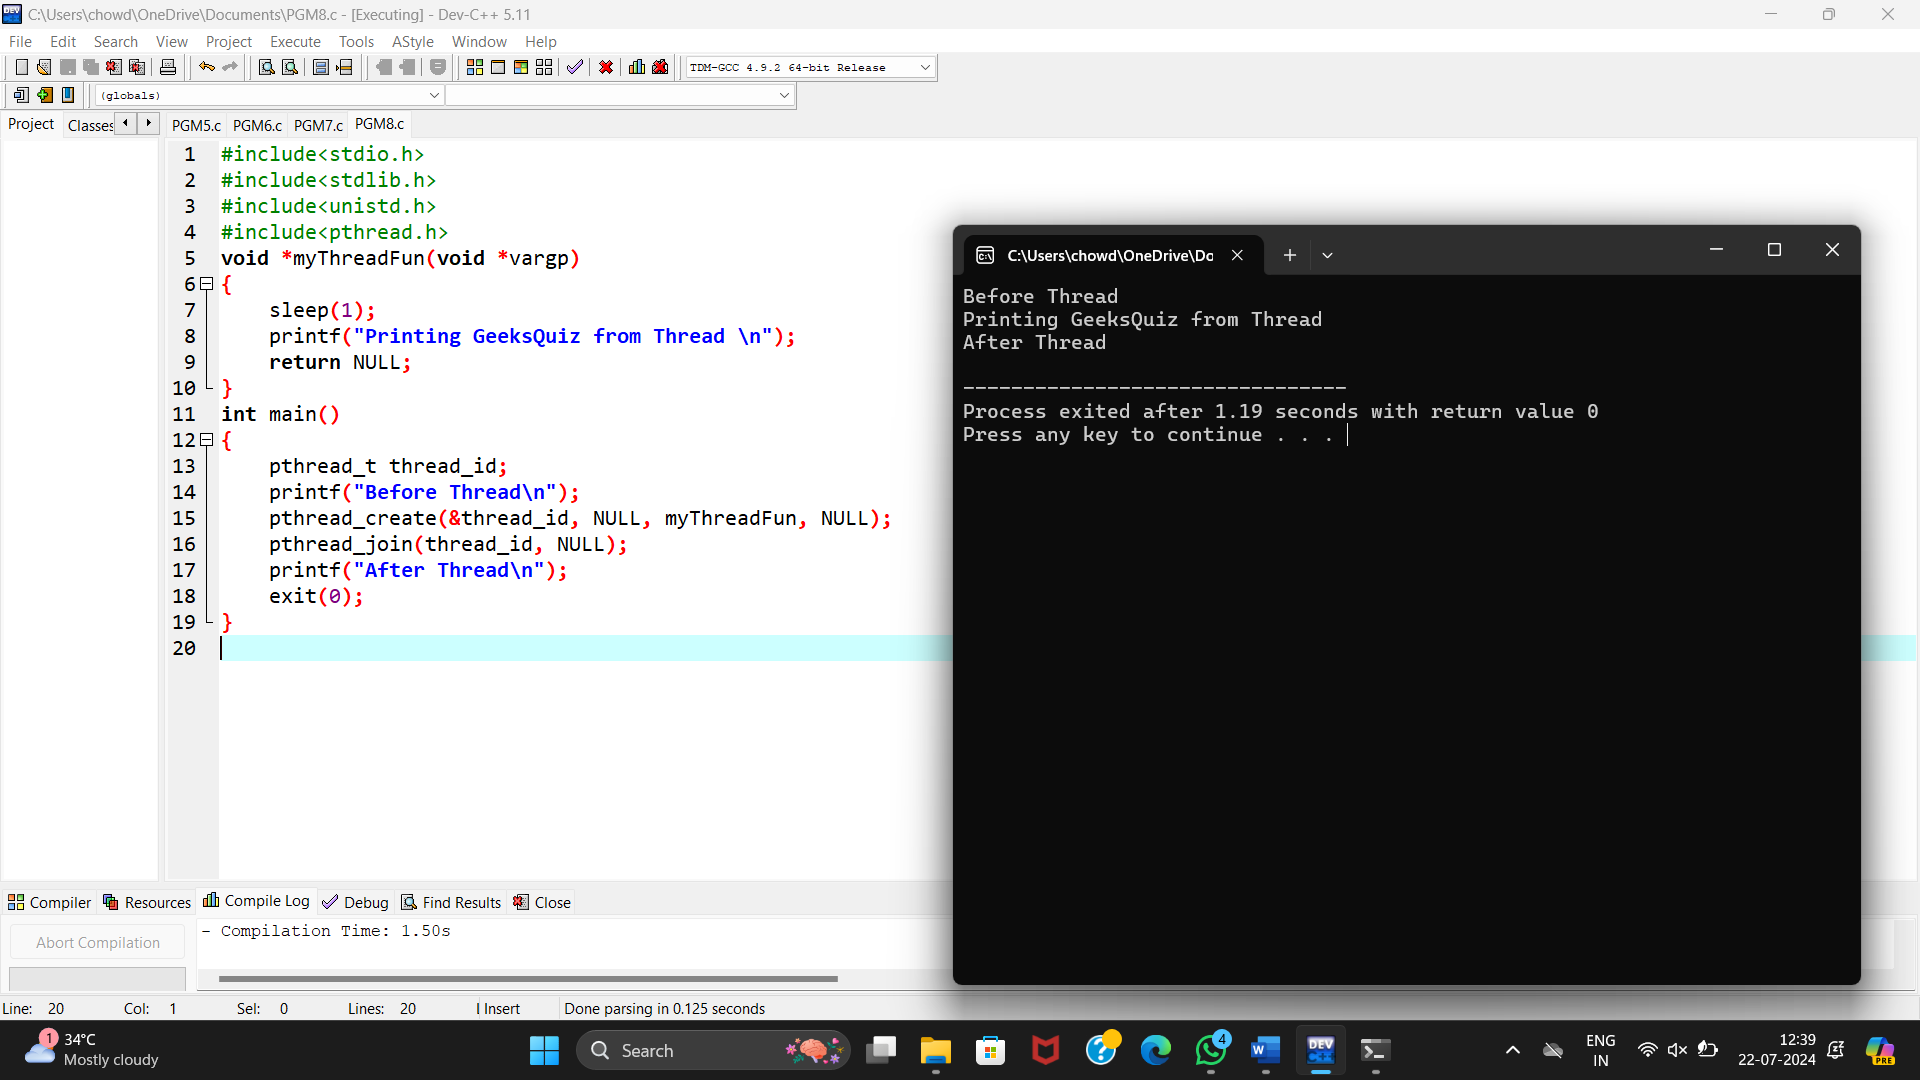 C:\Users\chowd\OneDrive\Documents\PGM8.c - [Executing] - Dev-C++ 5.11
File Edit Search View Project Execute Tools AStyle Window Help
TDM-GCC 4.9.2 64-bit Release
(globals)
Project Classes PGM5.c PGM6.c PGM7.c PGM8.c
1 #include<stdio.h>
2 #include<stdlib.h>
3 #include<unistd.h>
4 #include<pthread.h>
5 void *myThreadFun(void *vargp)
6 {
7 sleep(1);
8 printf("Printing GeeksQuiz from Thread \n");
9 return NULL;
10 }
11 int main()
12 {
13 pthread_t thread_id;
14 printf("Before Thread\n");
15 pthread_create(&thread_id, NULL, myThreadFun, NULL);
16 pthread_join(thread_id, NULL);
17 printf("After Thread\n");
18 exit(0);
19 }
20
C:\Users\chowd\OneDrive\Do
Before Thread
Printing GeeksQuiz from Thread
After Thread
--------------------------------
Process exited after 1.19 seconds with return value 0
Press any key to continue . . .
Compiler Resources Compile Log Debug Find Results Close
Abort Compilation
- Compilation Time: 1.50s
Line: 20 Col: 1 Sel: 0 Lines: 20 Insert Done parsing in 0.125 seconds
1
34°C
Mostly cloudy
Search
4
W
DEV
C++
ENG
IN
12:39
22-07-2024
PRE